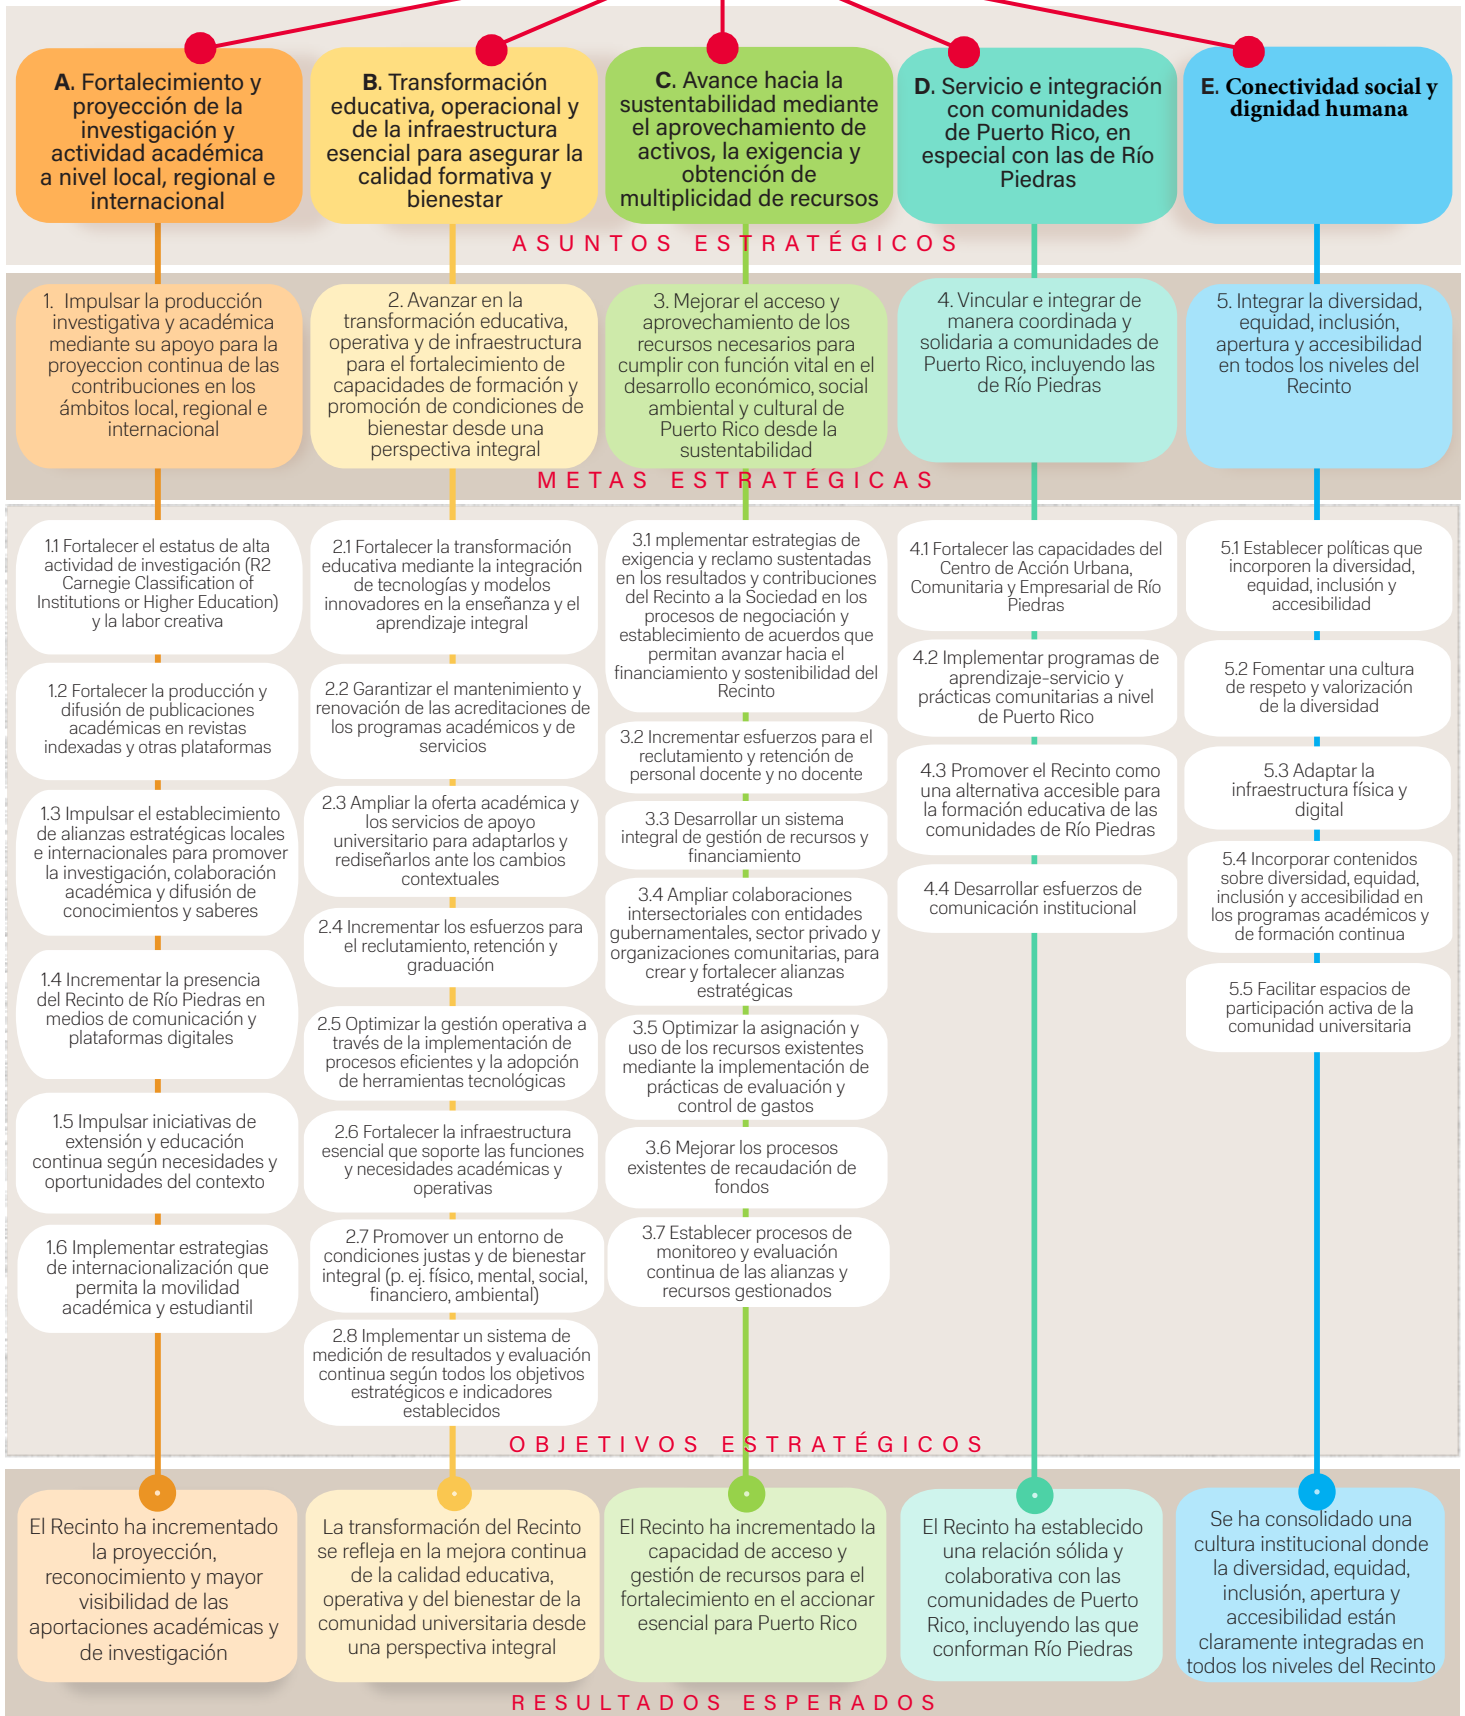 A. Fortalecimiento y
proyección de la
investigación y
actividad académica
a nivel local, regional e
internacional
B. Transformación
educativa, operacional y
de la infraestructura
esencial para asegurar la
calidad formativa y
bienestar
C. Avance hacia la
sustentabilidad mediante
el aprovechamiento de
activos, la exigencia y
obtención de
multiplicidad de recursos
D. Servicio e integración
con comunidades
de Puerto Rico, en
especial con las de Río
Piedras
E. Conectividad social y
dignidad humana
ASUNTOS ESTRATÉGICOS
1. Impulsar la producción
investigativa y académica
mediante su apoyo para la
proyeccion continua de las
contribuciones en los
ámbitos local, regional e
internacional
2. Avanzar en la
transformación educativa,
operativa y de infraestructura
para el fortalecimiento de
capacidades de formación y
promoción de condiciones de
bienestar desde una
perspectiva integral
3. Mejorar el acceso y
aprovechamiento de los
recursos necesarios para
cumplir con función vital en el
desarrollo económico, social
ambiental y cultural de
Puerto Rico desde la
sustentabilidad
4. Vincular e integrar de
manera coordinada y
solidaria a comunidades de
Puerto Rico, incluyendo las
de Río Piedras
5. Integrar la diversidad,
equidad, inclusión,
apertura y accesibilidad
en todos los niveles del
Recinto
METAS ESTRATÉGICAS
1.1 Fortalecer el estatus de alta
actividad de investigación (R2
Carnegie Classification of
Institutions or Higher Education)
y la labor creativa
1.2 Fortalecer la producción y
difusión de publicaciones
académicas en revistas
indexadas y otras plataformas
1.3 Impulsar el establecimiento
de alianzas estratégicas locales
e internacionales para promover
la investigación, colaboración
académica y difusión de
conocimientos y saberes
1.4 Incrementar la presencia
del Recinto de Río Piedras en
medios de comunicación y
plataformas digitales
1.5 Impulsar iniciativas de
extensión y educación
continua según necesidades y
oportunidades del contexto
1.6 Implementar estrategias
de internacionalización que
permita la movilidad
académica y estudiantil
2.1 Fortalecer la transformación
educativa mediante la integración
de tecnologías y modelos
innovadores en la enseñanza y el
aprendizaje integral
2.2 Garantizar el mantenimiento y
renovación de las acreditaciones de
los programas académicos y de
servicios
2.3 Ampliar la oferta académica y
los servicios de apoyo
universitario para adaptarlos y
rediseñarlos ante los cambios
contextuales
2.4 Incrementar los esfuerzos para
el reclutamiento, retención y
graduación
2.5 Optimizar la gestión operativa a
través de la implementación de
procesos eficientes y la adopción
de herramientas tecnológicas
2.6 Fortalecer la infraestructura
esencial que soporte las funciones
y necesidades académicas y
operativas
2.7 Promover un entorno de
condiciones justas y de bienestar
integral (p. ej. físico, mental, social,
financiero, ambiental)
2.8 Implementar un sistema de
medición de resultados y evaluación
continua según todos los objetivos
estratégicos e indicadores
establecidos
3.1 mplementar estrategias de
exigencia y reclamo sustentadas
en los resultados y contribuciones
del Recinto a la Sociedad en los
procesos de negociación y
establecimiento de acuerdos que
permitan avanzar hacia el
financiamiento y sostenibilidad del
Recinto
3.2 Incrementar esfuerzos para el
reclutamiento y retención de
personal docente y no docente
3.3 Desarrollar un sistema
integral de gestión de recursos y
financiamiento
3.4 Ampliar colaboraciones
intersectoriales con entidades
gubernamentales, sector privado y
organizaciones comunitarias, para
crear y fortalecer alianzas
estratégicas
3.5 Optimizar la asignación y
uso de los recursos existentes
mediante la implementación de
prácticas de evaluación y
control de gastos
3.6 Mejorar los procesos
existentes de recaudación de
fondos
3.7 Establecer procesos de
monitoreo y evaluación
continua de las alianzas y
recursos gestionados
4.1 Fortalecer las capacidades del
Centro de Acción Urbana,
Comunitaria y Empresarial de Río
Piedras
4.2 Implementar programas de
aprendizaje-servicio y
prácticas comunitarias a nivel
de Puerto Rico
4.3 Promover el Recinto como
una alternativa accesible para
la formación educativa de las
comunidades de Río Piedras
4.4 Desarrollar esfuerzos de
comunicación institucional
5.1 Establecer políticas que
incorporen la diversidad,
equidad, inclusión y
accesibilidad
5.2 Fomentar una cultura
de respeto y valorización
de la diversidad
5.3 Adaptar la
infraestructura física y
digital
5.4 Incorporar contenidos
sobre diversidad, equidad,
inclusión y accesibilidad en
los programas académicos y
de formación continua
5.5 Facilitar espacios de
participación activa de la
comunidad universitaria
OBJETIVOS ESTRATÉGICOS
El Recinto ha incrementado
la proyección,
reconocimiento y mayor
visibilidad de las
aportaciones académicas y
de investigación
La transformación del Recinto
se refleja en la mejora continua
de la calidad educativa,
operativa y del bienestar de la
comunidad universitaria desde
una perspectiva integral
El Recinto ha incrementado la
capacidad de acceso y
gestión de recursos para el
fortalecimiento en el accionar
esencial para Puerto Rico
El Recinto ha establecido
una relación sólida y
colaborativa con las
comunidades de Puerto
Rico, incluyendo las que
conforman Río Piedras
Se ha consolidado una
cultura institucional donde
la diversidad, equidad,
inclusión, apertura y
accesibilidad están
claramente integradas en
todos los niveles del Recinto
RESULTADOS ESPERADOS